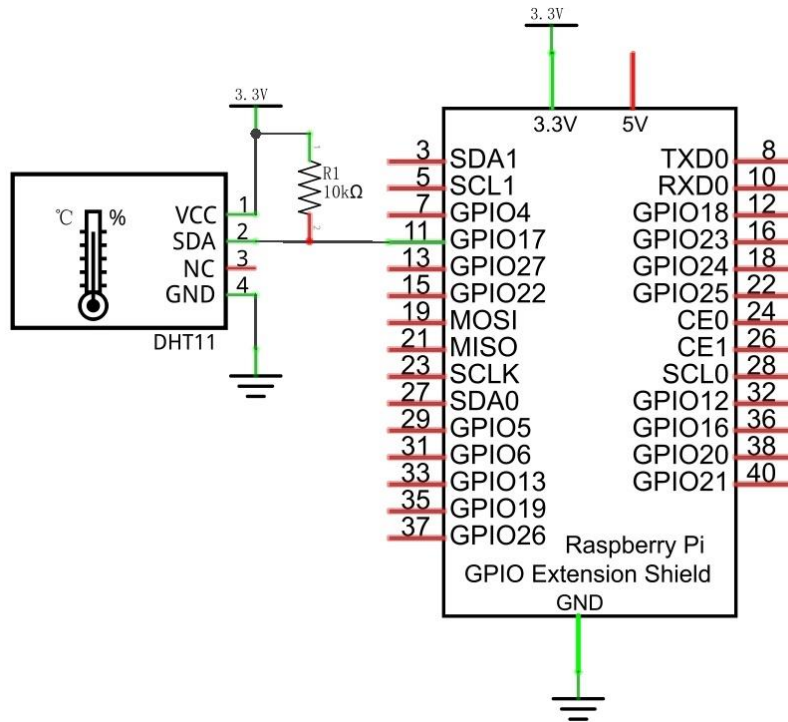 3.3V
3.3V
3.3V 5V
1
R1
10kΩ
2
℃ %
VCC 1
SDA 2
NC 3
GND 4
DHT11
3 SDA1 TXD0 8
5 SCL1 RXD0 10
7 GPIO4 GPIO18 12
11 GPIO17 GPIO23 16
13 GPIO27 GPIO24 18
15 GPIO22 GPIO25 22
19 MOSI CE0 24
21 MISO CE1 26
23 SCLK SCL0 28
27 SDA0 GPIO12 32
29 GPIO5 GPIO16 36
31 GPIO6 GPIO20 38
33 GPIO13 GPIO21 40
35 GPIO19
37 GPIO26
Raspberry Pi
GPIO Extension Shield
GND